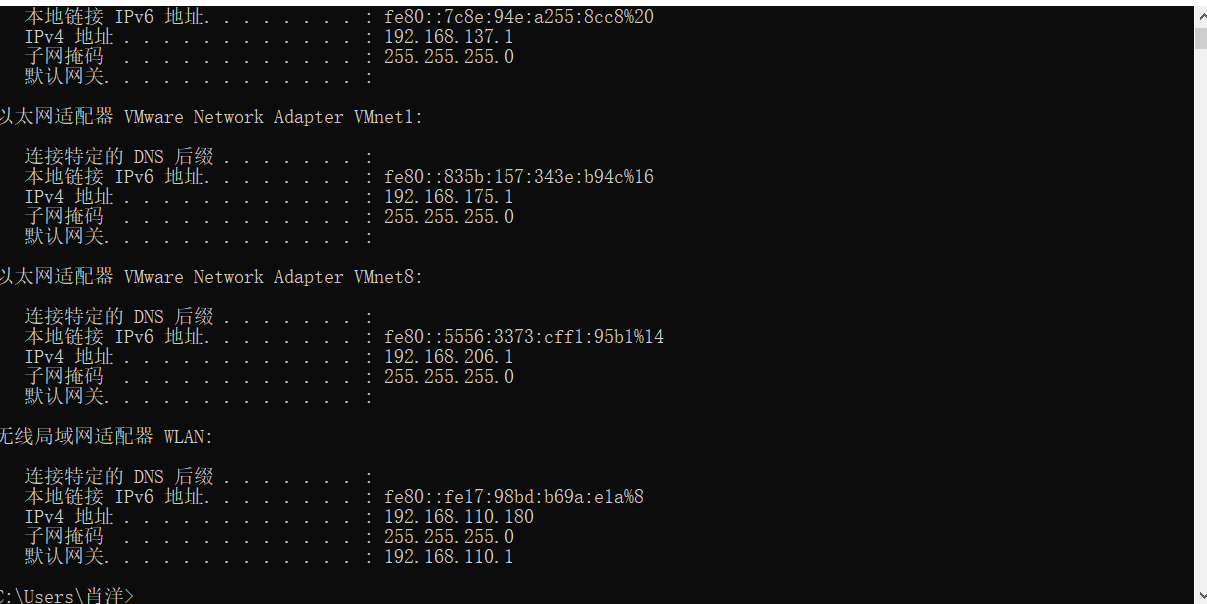 本地链接 IPv6 地址. . . . . . . . : fe80::7c8e:94e:a255:8cc8%20
IPv4 地址 . . . . . . . . . . . . : 192.168.137.1
子网掩码  . . . . . . . . . . . . : 255.255.255.0
默认网关. . . . . . . . . . . . . :
以太网适配器 VMware Network Adapter VMnet1:
连接特定的 DNS 后缀 . . . . . . . :
本地链接 IPv6 地址. . . . . . . . : fe80::835b:157:343e:b94c%16
IPv4 地址 . . . . . . . . . . . . : 192.168.175.1
子网掩码  . . . . . . . . . . . . : 255.255.255.0
默认网关. . . . . . . . . . . . . :
以太网适配器 VMware Network Adapter VMnet8:
连接特定的 DNS 后缀 . . . . . . . :
本地链接 IPv6 地址. . . . . . . . : fe80::5556:3373:cff1:95b1%14
IPv4 地址 . . . . . . . . . . . . : 192.168.206.1
子网掩码  . . . . . . . . . . . . : 255.255.255.0
默认网关. . . . . . . . . . . . . :
无线局域网适配器 WLAN:
连接特定的 DNS 后缀 . . . . . . . :
本地链接 IPv6 地址. . . . . . . . : fe80::fe17:98bd:b69a:e1a%8
IPv4 地址 . . . . . . . . . . . . : 192.168.110.180
子网掩码  . . . . . . . . . . . . : 255.255.255.0
默认网关. . . . . . . . . . . . . : 192.168.110.1
C:\Users\肖洋>